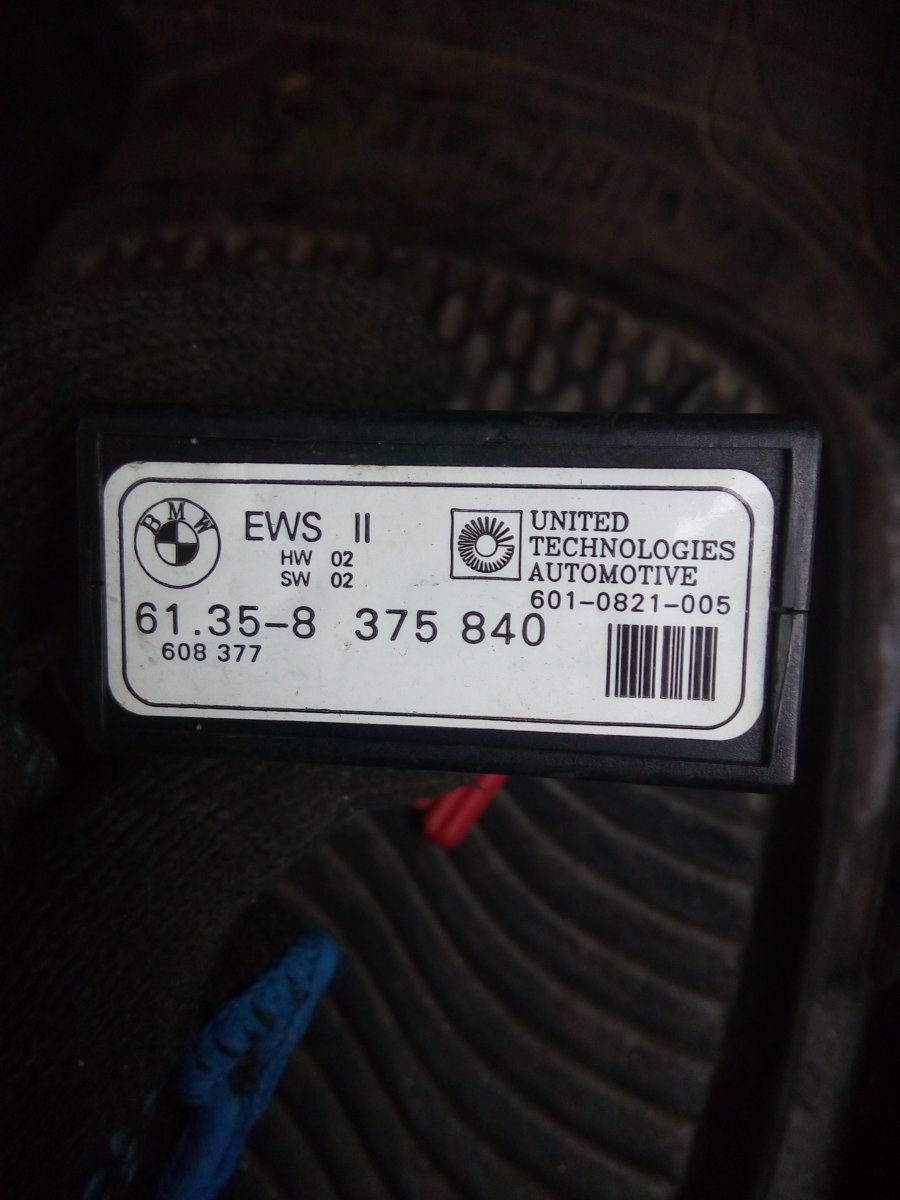 BMW
EWS II
HW 02
SW 02
UNITED
TECHNOLOGIES
AUTOMOTIVE
601-0821-005
61.35-8 375 840
608 377